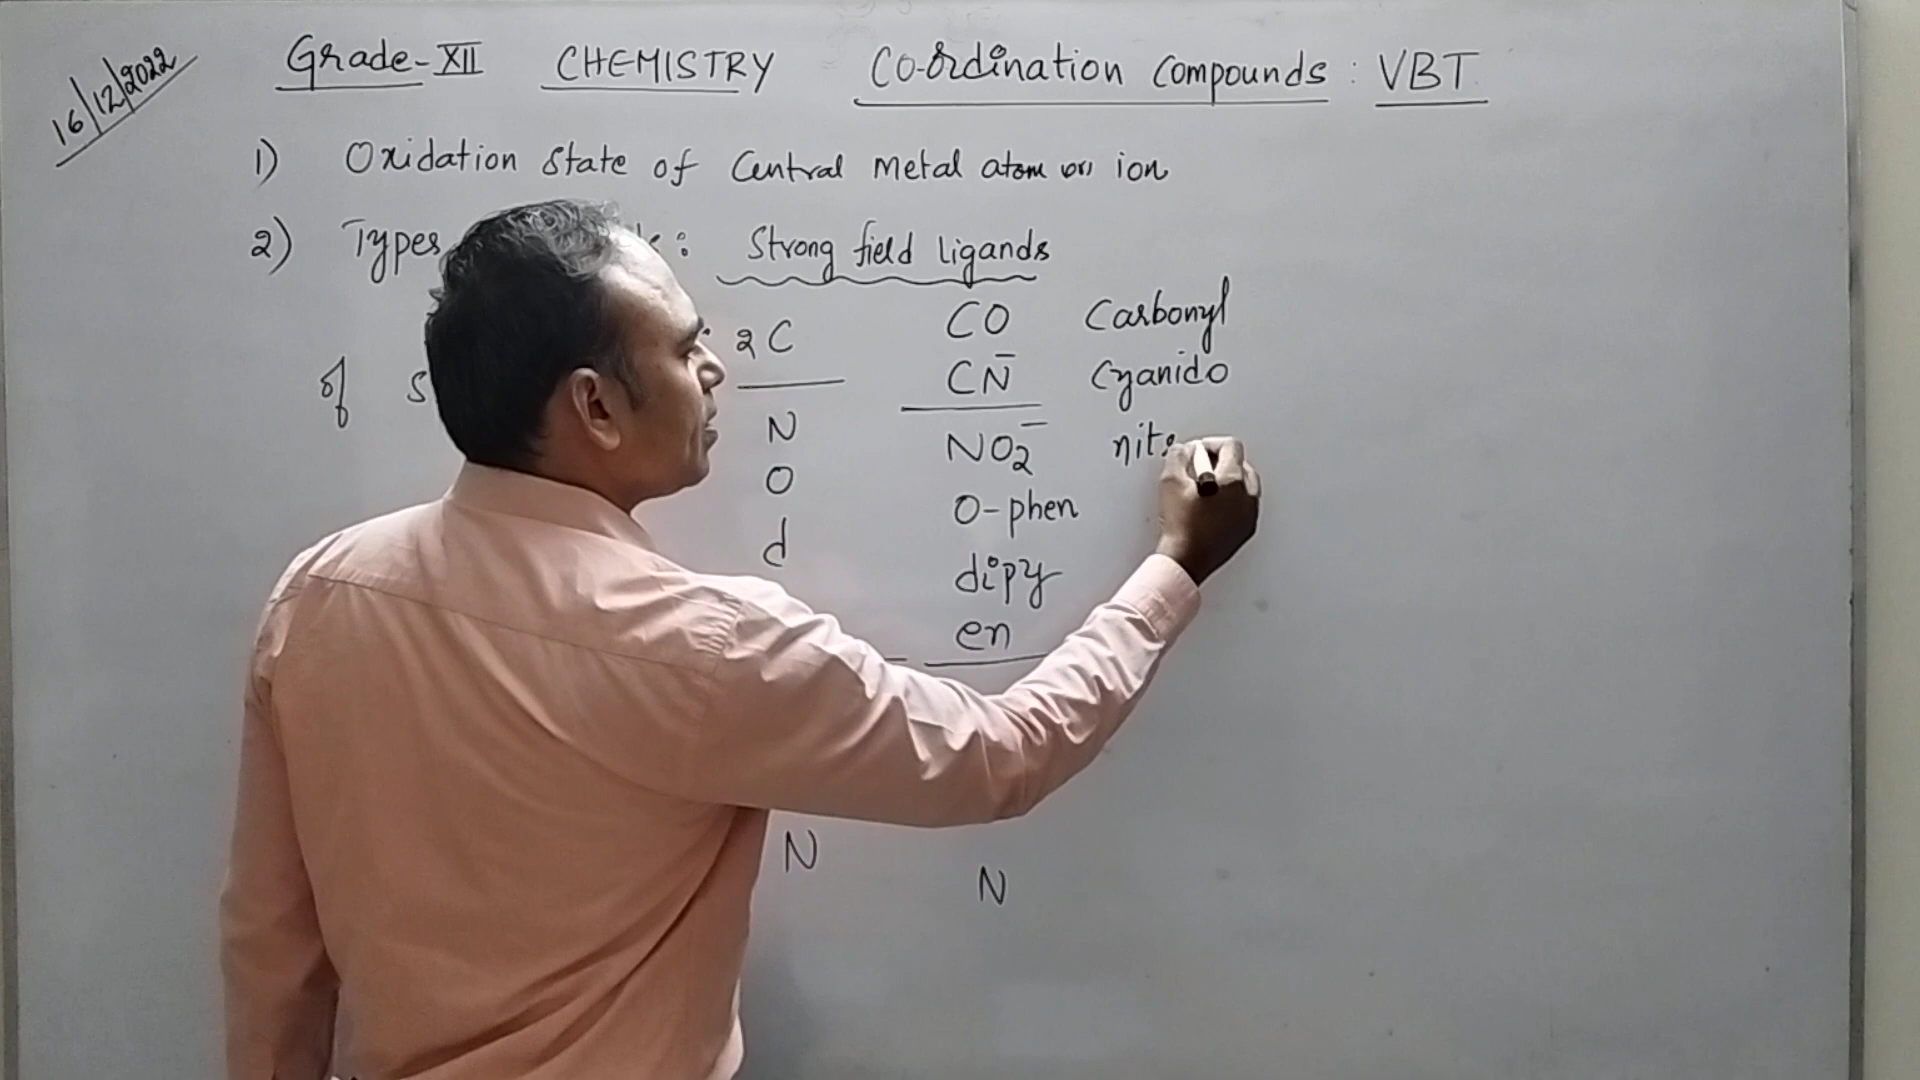 16/12/2022
Grade-XII CHEMISTRY Co-ordination Compounds : VBT
1) Oxidation state of Central Metal atom (or) ion
2) Types : Strong field ligands
2C CO Carbonyl
of CN⁻ Cyanido
N NO₂⁻
O O-phen
d dipy
en
N
N